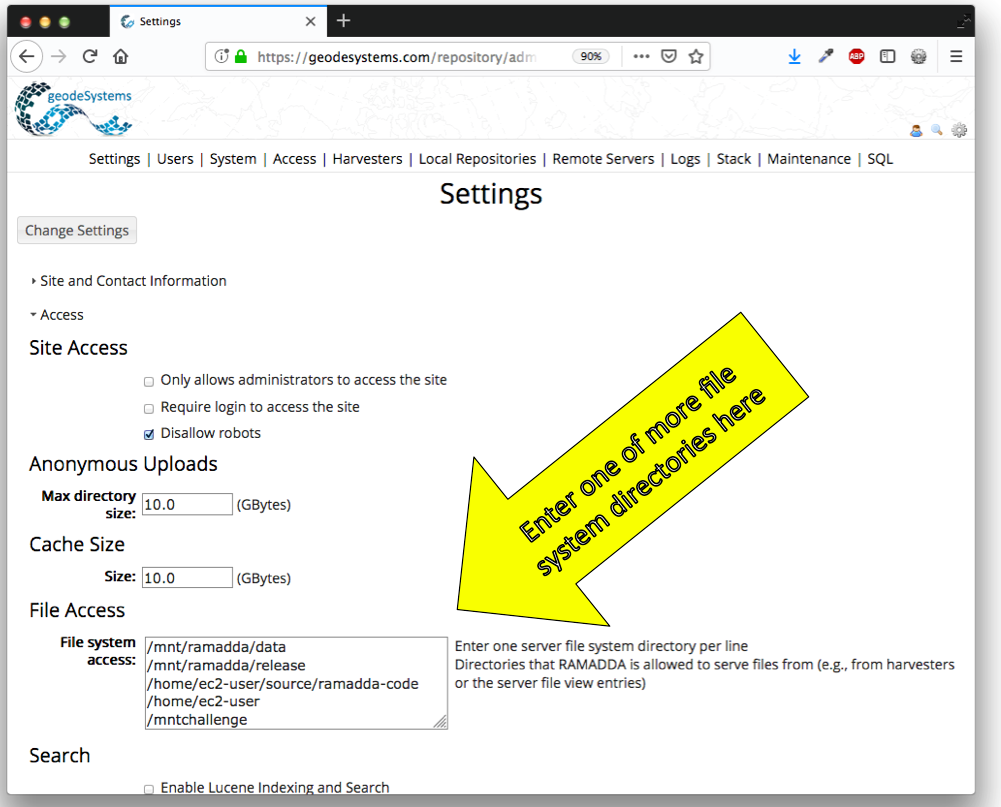 Settings
https://geodesystems.com/repository/adm
90%
ABP
geodeSystems
Settings | Users | System | Access | Harvesters | Local Repositories | Remote Servers | Logs | Stack | Maintenance | SQL
Settings
Change Settings
Site and Contact Information
Access
Site Access
Only allows administrators to access the site
Require login to access the site
Disallow robots
Anonymous Uploads
Max directory
size: 10.0 (GBytes)
Cache Size
Size: 10.0 (GBytes)
Enter one of more file
system directories here
File Access
File system
access:
/mnt/ramadda/data
/mnt/ramadda/release
/home/ec2-user/source/ramadda-code
/home/ec2-user
/mntchallenge
Enter one server file system directory per line
Directories that RAMADDA is allowed to serve files from (e.g., from harvesters
or the server file view entries)
Search
Enable Lucene Indexing and Search